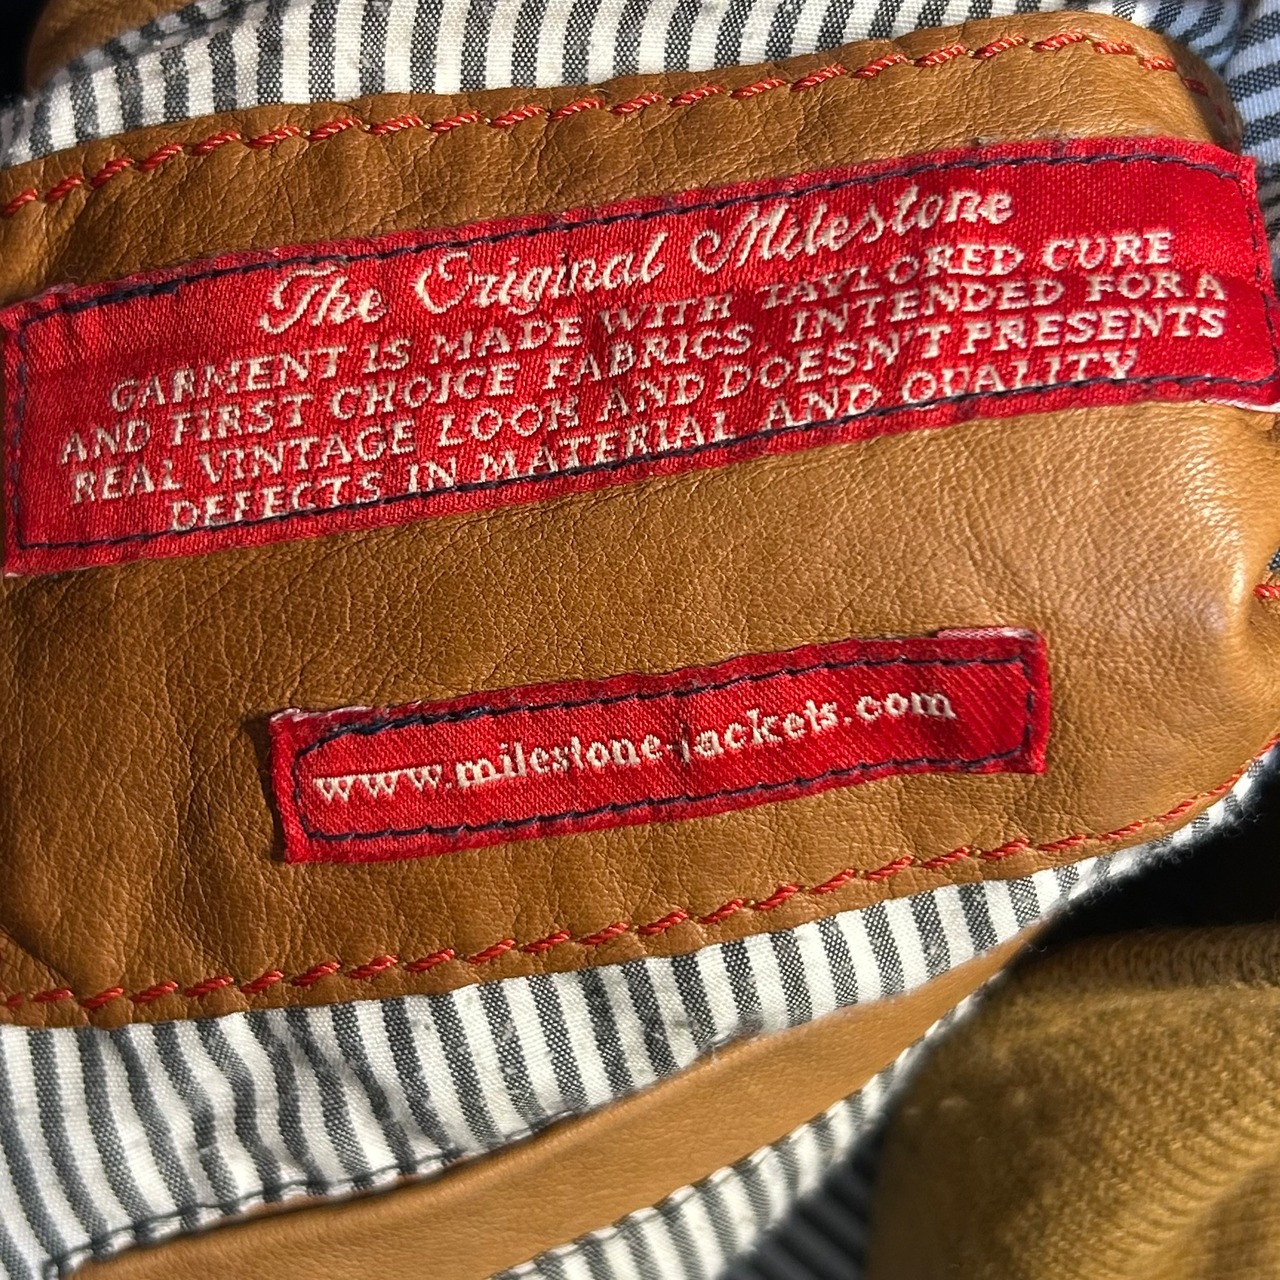 The Original Milestone
GARMENT IS MADE WITH TAYLORED CURE
AND FIRST CHOICE FABRICS INTENDED FOR A
REAL VINTAGE LOOK AND DOESN'T PRESENTS
DEFECTS IN MATERIAL AND QUALITY
www.milestone-jackets.com